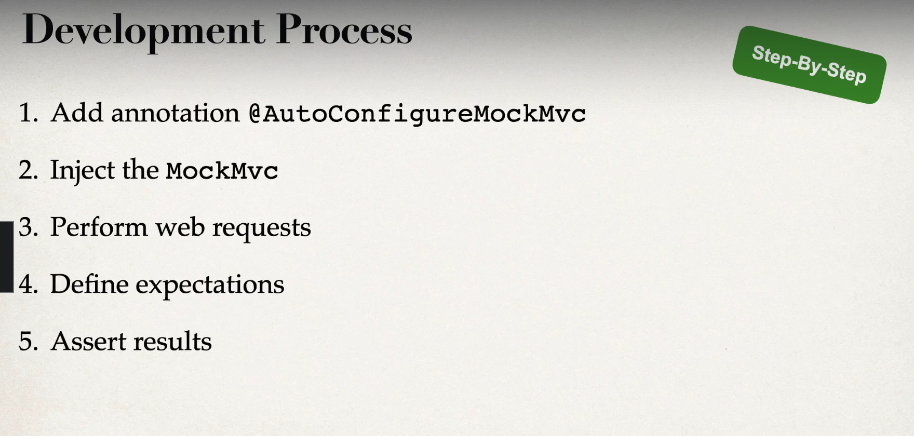 Development Process
Step-By-Step
1. Add annotation @AutoConfigureMockMvc
2. Inject the MockMvc
3. Perform web requests
4. Define expectations
5. Assert results